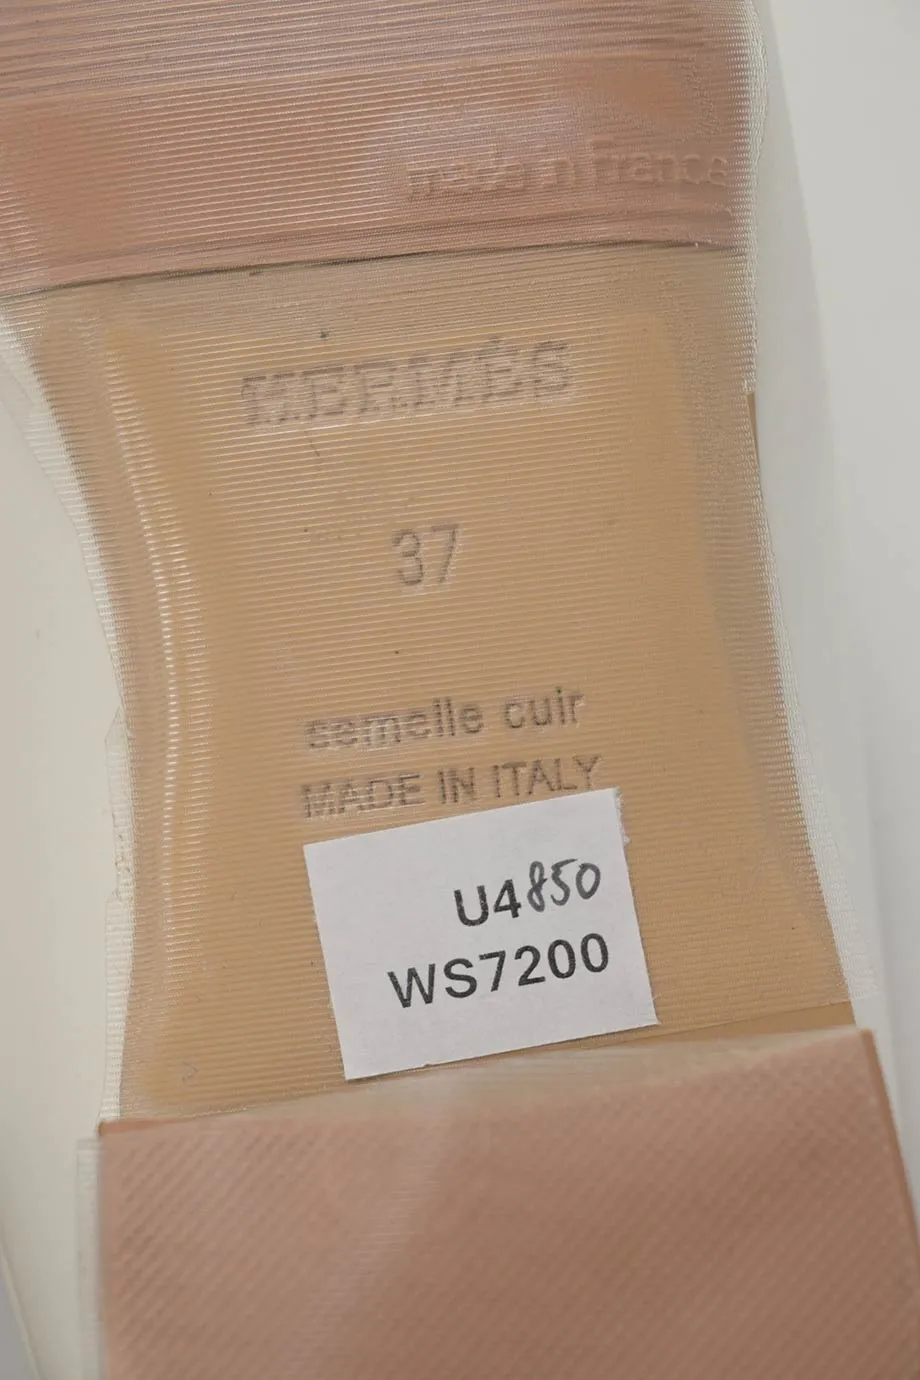 made in france
HERMÈS
37
semelle cuir
MADE IN ITALY
U4850
WS7200